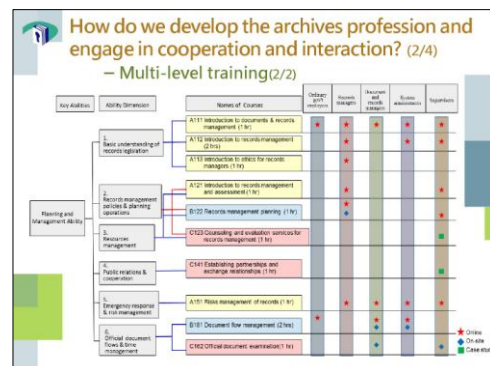 How do we develop the archives profession and
engage in cooperation and interaction? (2/4)
– Multi-level training(2/2)
Key Abilities
Ability Dimension
Names of Courses
Ordinary gov't employees
Records managers
Documents and records managers
System
Supervisors
Planning and
Management Ability
1.
Basic understanding of
records legislation
A111 Introduction to documents & records
management (1 hr)
A112 Introduction to records management
(2hrs)
A113 Introduction to ethics for records
managers (1 hr)
2.
Records management
policies & planning
operations
A121 Introduction to records management
and assessment (1 hr)
B122 Records management planning (1 hr)
3.
Resources
management
C123 Counseling and evaluation services for
records management (1 hr)
4.
Public relations &
cooperation
C141 Establishing partnerships and
exchange relationships (1 hr)
5.
Emergency response
& risk management
A151 Risks management of records (1 hr)
6.
Official document
flows & time
management
B161 Document flow management (2 hrs)
C162 Official document examination (1 hr)
Online
On-site
Case study